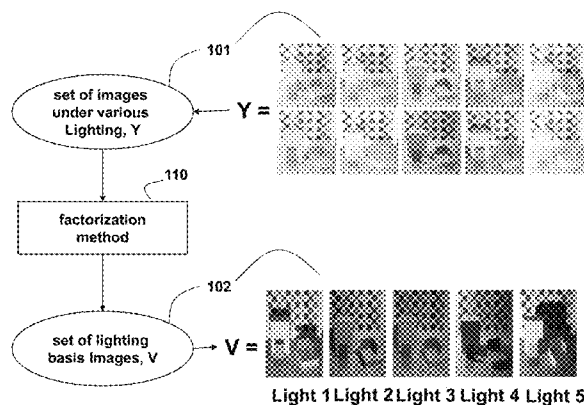 101
set of images
under various
Lighting, Y
Y =
110
factorization
method
102
set of lighting
basis Images, V
V =
Light 1 Light 2 Light 3 Light 4 Light 5